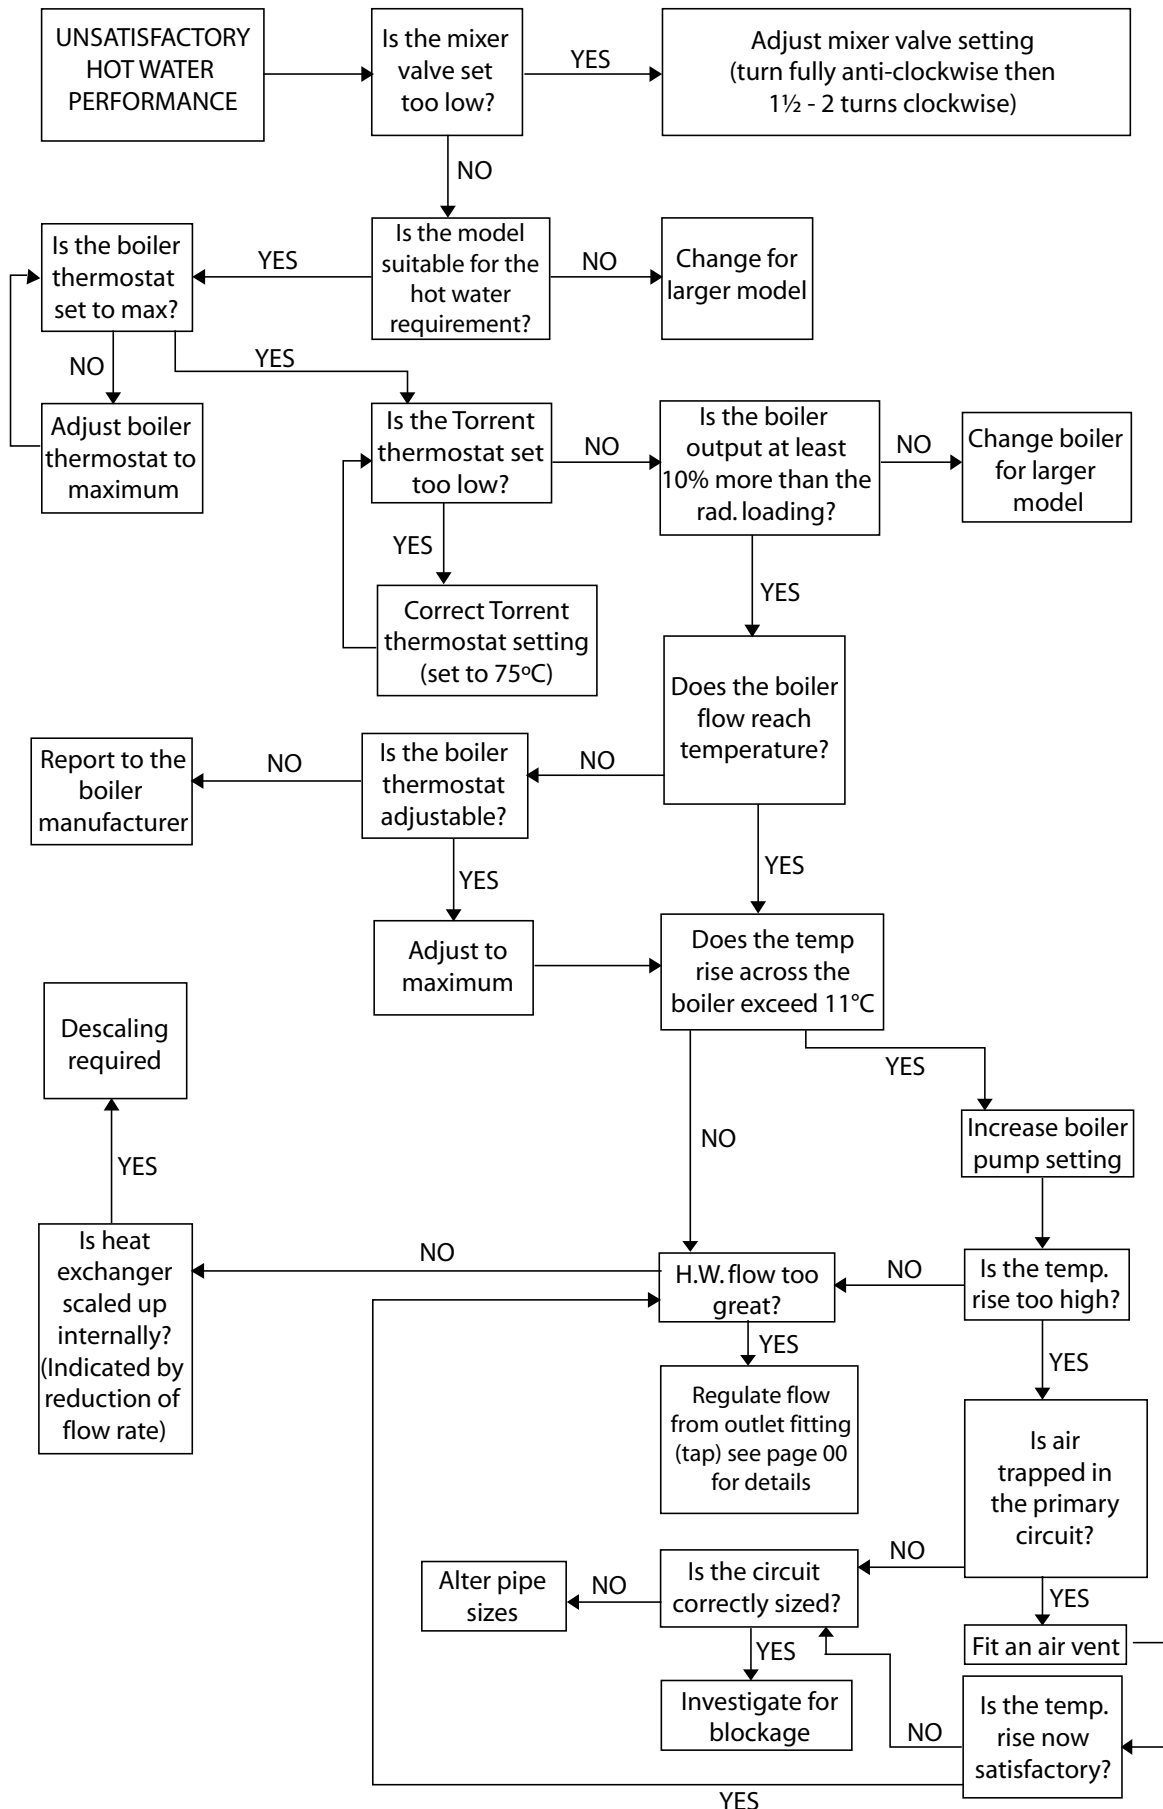 UNSATISFACTORY
HOT WATER
PERFORMANCE
Is the mixer
valve set
too low?
YES
Adjust mixer valve setting
(turn fully anti-clockwise then
1½ - 2 turns clockwise)
NO
Is the boiler
thermostat
set to max?
YES
Is the model
suitable for the
hot water
requirement?
NO
Change for
larger model
NO
YES
Adjust boiler
thermostat to
maximum
Is the Torrent
thermostat set
too low?
NO
Is the boiler
output at least
10% more than the
rad. loading?
NO
Change boiler
for larger
model
YES
YES
Correct Torrent
thermostat setting
(set to 75ºC)
Does the boiler
flow reach
temperature?
Report to the
boiler
manufacturer
NO
Is the boiler
thermostat
adjustable?
NO
YES
YES
Adjust to
maximum
Does the temp
rise across the
boiler exceed 11°C
Descaling
required
YES
NO
Increase boiler
pump setting
YES
Is heat
exchanger
scaled up
internally?
(Indicated by
reduction of
flow rate)
NO
H.W. flow too
great?
NO
Is the temp.
rise too high?
YES
YES
Regulate flow
from outlet fitting
(tap) see page 00
for details
Is air
trapped in
the primary
circuit?
Alter pipe
sizes
NO
Is the circuit
correctly sized?
NO
YES
YES
Fit an air vent
Investigate for
blockage
NO
Is the temp.
rise now
satisfactory?
YES